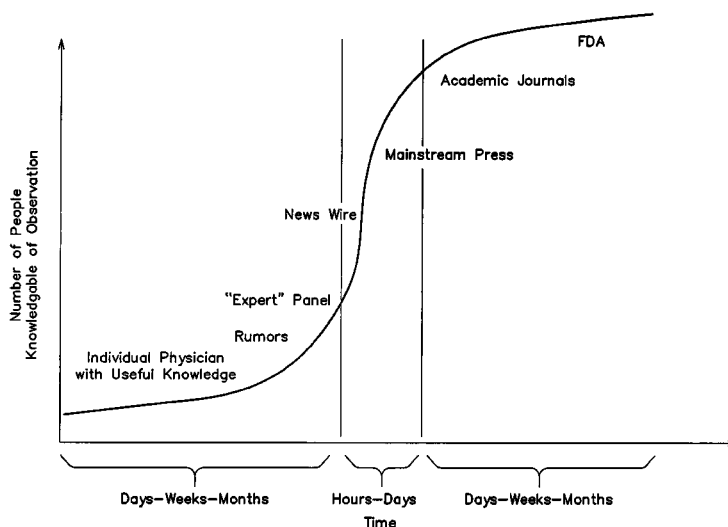 FDA
Academic Journals
Mainstream Press
News Wire
"Expert" Panel
Rumors
Individual Physician
with Useful Knowledge
Number of People
Knowledgable of Observation
Days-Weeks-Months
Hours-Days
Days-Weeks-Months
Time